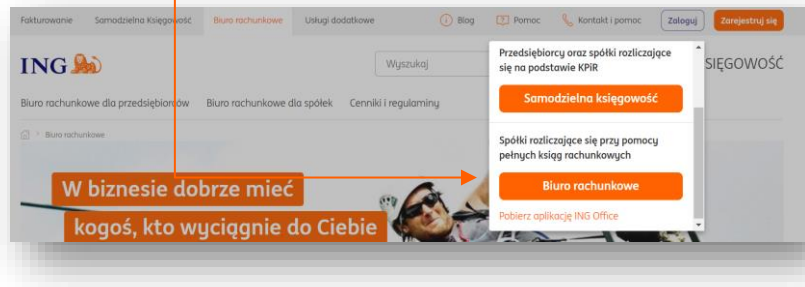 Fakturowanie Samodzielna Księgowość Biuro rachunkowe Usługi dodatkowe Blog Pomoc Kontakt i pomoc Zaloguj Zarejestruj się
ING Wyszukaj SIĘGOWOŚĆ
Biuro rachunkowe dla przedsiębiorców Biuro rachunkowe dla spółek Cenniki i regulaminy
Biuro rachunkowe
Przedsiębiorcy oraz spółki rozliczające
się na podstawie KPiR
Samodzielna księgowość
Spółki rozliczające się przy pomocy
pełnych ksiąg rachunkowych
Biuro rachunkowe
Pobierz aplikację ING Office
W biznesie dobrze mieć
kogoś, kto wyciągnie do Ciebie